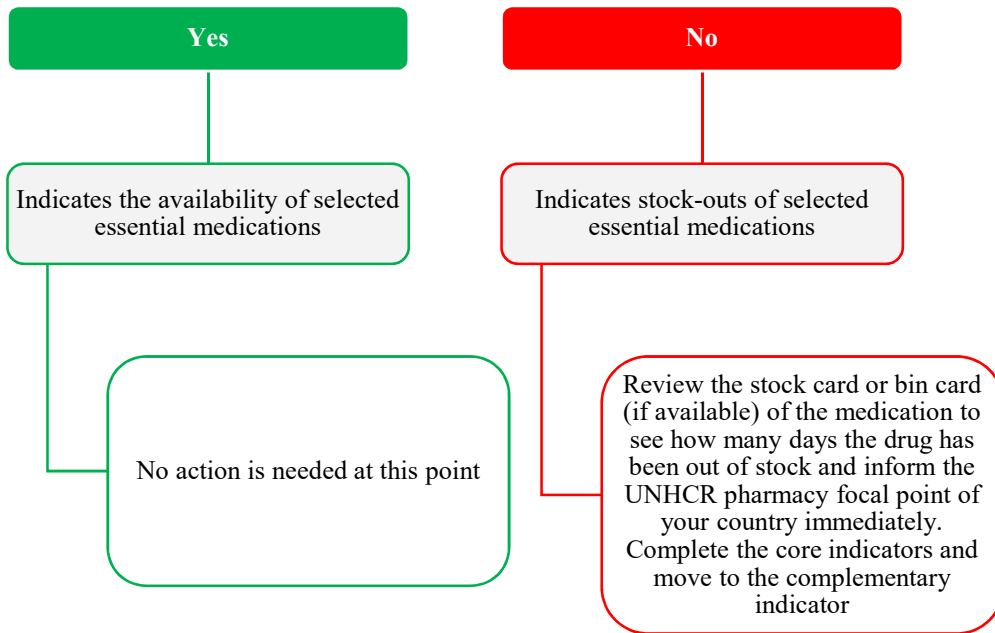 Yes
No
Indicates the availability of selected
essential medications
Indicates stock-outs of selected
essential medications
No action is needed at this point
Review the stock card or bin card
(if available) of the medication to
see how many days the drug has
been out of stock and inform the
UNHCR pharmacy focal point of
your country immediately.
Complete the core indicators and
move to the complementary
indicator